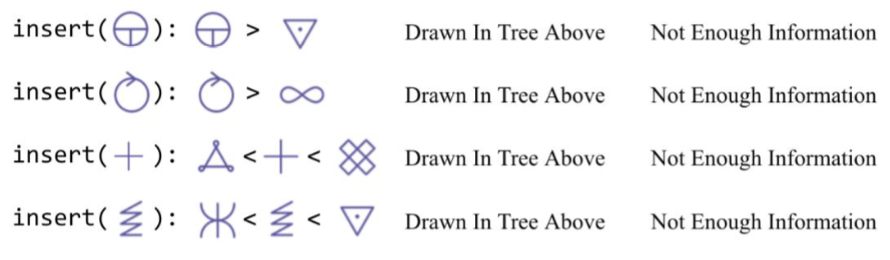 insert( ): > Drawn In Tree Above Not Enough Information
insert( ): > ∞ Drawn In Tree Above Not Enough Information
insert( + ): < + < Drawn In Tree Above Not Enough Information
insert( ): < < Drawn In Tree Above Not Enough Information